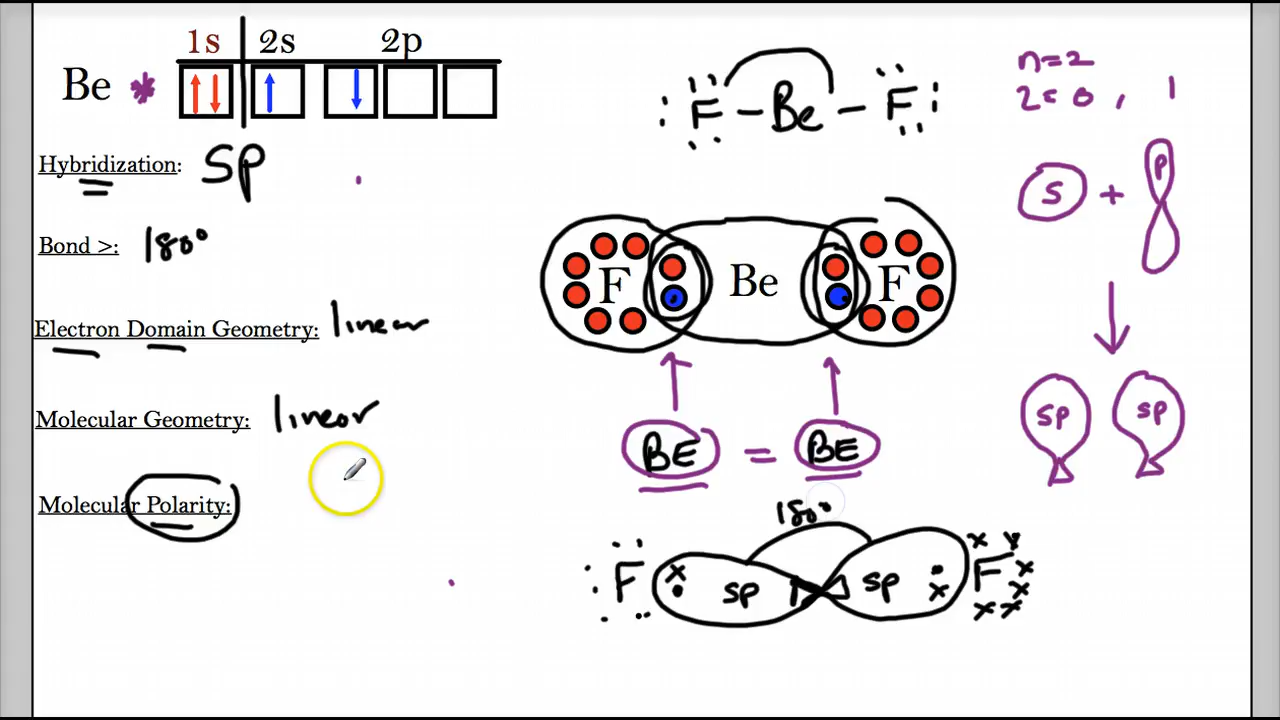 1s 2s 2p
Be *
Hybridization: sp
Bond >: 180°
Electron Domain Geometry: linear
Molecular Geometry: linear
Molecular Polarity:
F – Be – F
F Be F
BE = BE
180°
F sp sp F
n=2
0, 1
S + P
sp sp